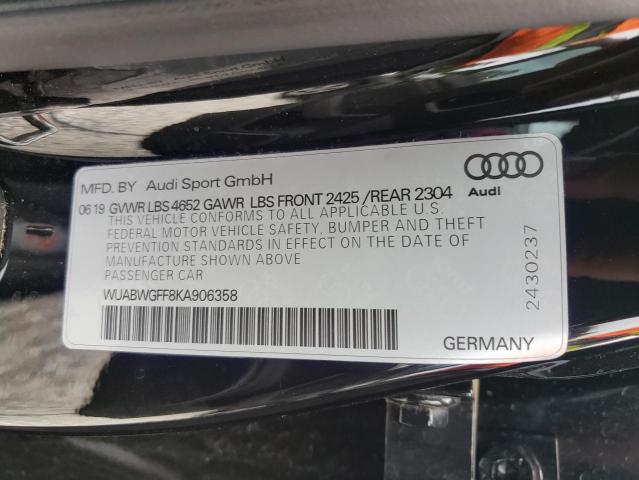 MFD. BY Audi Sport GmbH
Audi
06 19 GVWR LBS 4652 GAWR LBS FRONT 2425 /REAR 2304
THIS VEHICLE CONFORMS TO ALL APPLICABLE U.S.
FEDERAL MOTOR VEHICLE SAFETY, BUMPER AND THEFT
PREVENTION STANDARDS IN EFFECT ON THE DATE OF
MANUFACTURE SHOWN ABOVE
PASSENGER CAR
WUABWGFF8KA906358
2430237
GERMANY